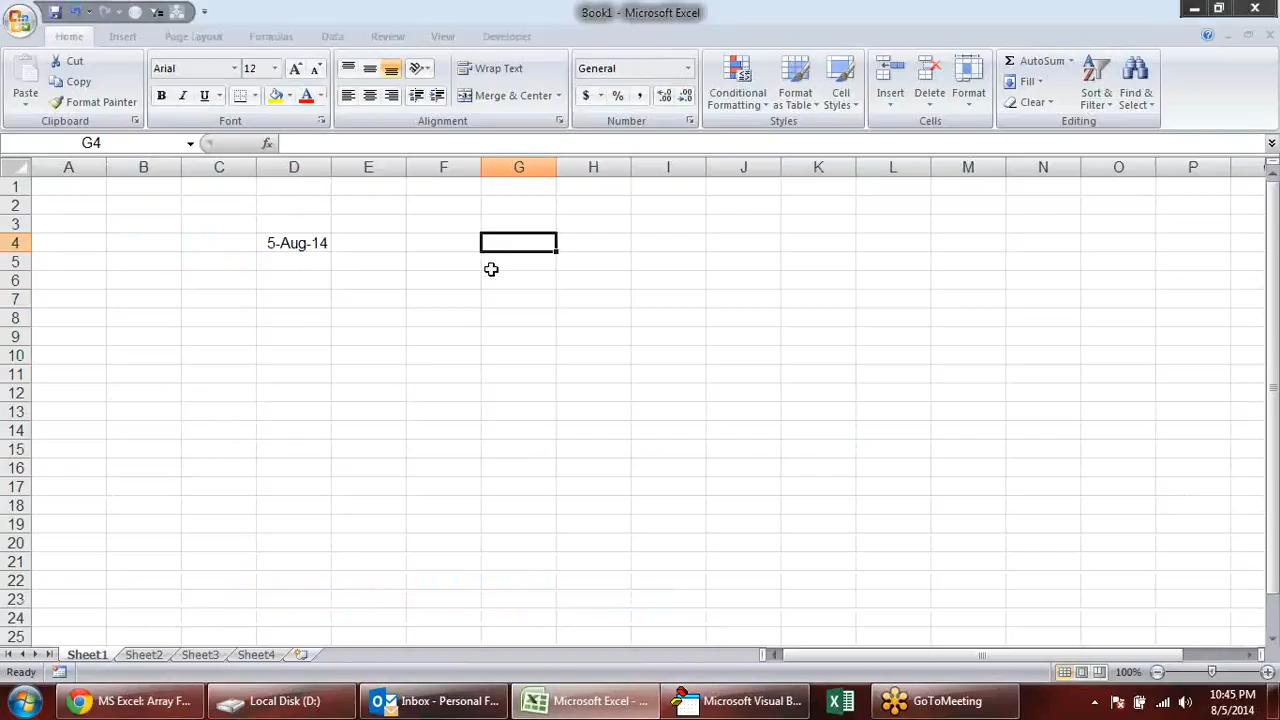 Book1 - Microsoft Excel
Home Insert Page Layout Formulas Data Review View Developer
Cut
Copy
Format Painter
Paste
Clipboard
Arial 12
B I U
Font
Wrap Text
Merge & Center
Alignment
General
$ % ,
Number
Conditional Formatting
Format as Table
Cell Styles
Styles
Insert Delete Format
Cells
Σ AutoSum
Fill
Clear
Sort & Filter
Find & Select
Editing
G4 fx
A B C D E F G H I J K L M N O P
1
2
3
4 5-Aug-14
5
6
7
8
9
10
11
12
13
14
15
16
17
18
19
20
21
22
23
24
25
Sheet1 Sheet2 Sheet3 Sheet4
Ready 100%
MS Excel: Array F... Local Disk (D:) Inbox - Personal F... Microsoft Excel - ... Microsoft Visual B... GoToMeeting
10:45 PM
8/5/2014